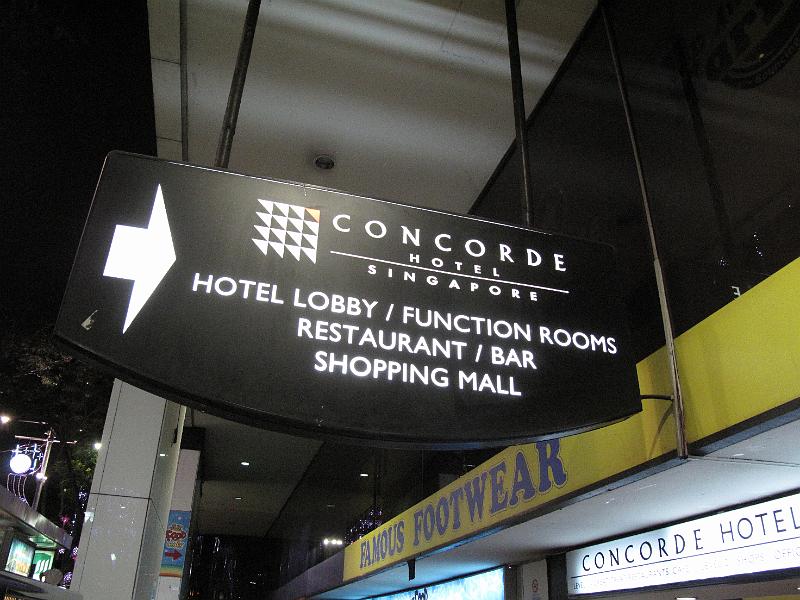 CONCORDE
HOTEL
SINGAPORE
HOTEL LOBBY / FUNCTION ROOMS
RESTAURANT / BAR
SHOPPING MALL
FAMOUS FOOTWEAR
CONCORDE HOTEL